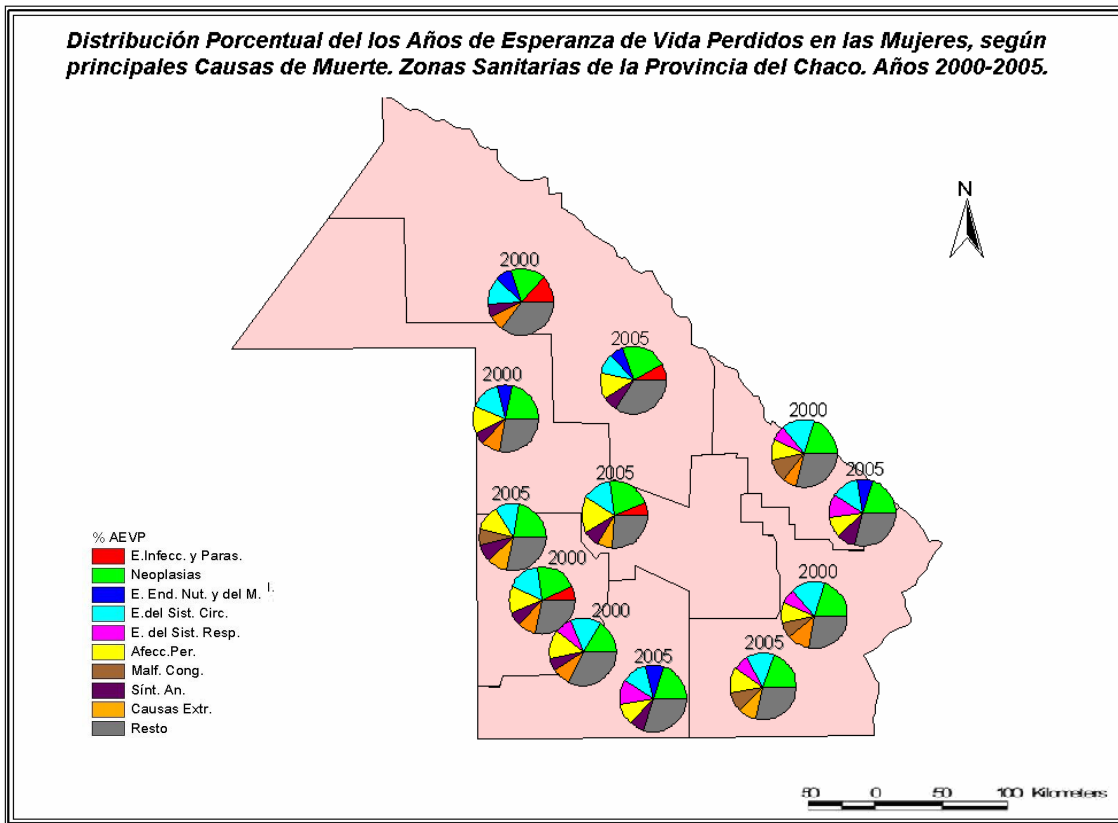 Distribución Porcentual del los Años de Esperanza de Vida Perdidos en las Mujeres, según
principales Causas de Muerte. Zonas Sanitarias de la Provincia del Chaco. Años 2000-2005.
N
2000
2005
2000
2000
2005
2005
2005
2000
2000
2000
2005
2005
% AEVP
E.Infecc. y Paras.
Neoplasias
E. End. Nut. y del M.
E.del Sist. Circ.
E. del Sist. Resp.
Afecc.Per.
Malf. Cong.
Sínt. An.
Causas Extr.
Resto
50 0 50 100 Kilometers